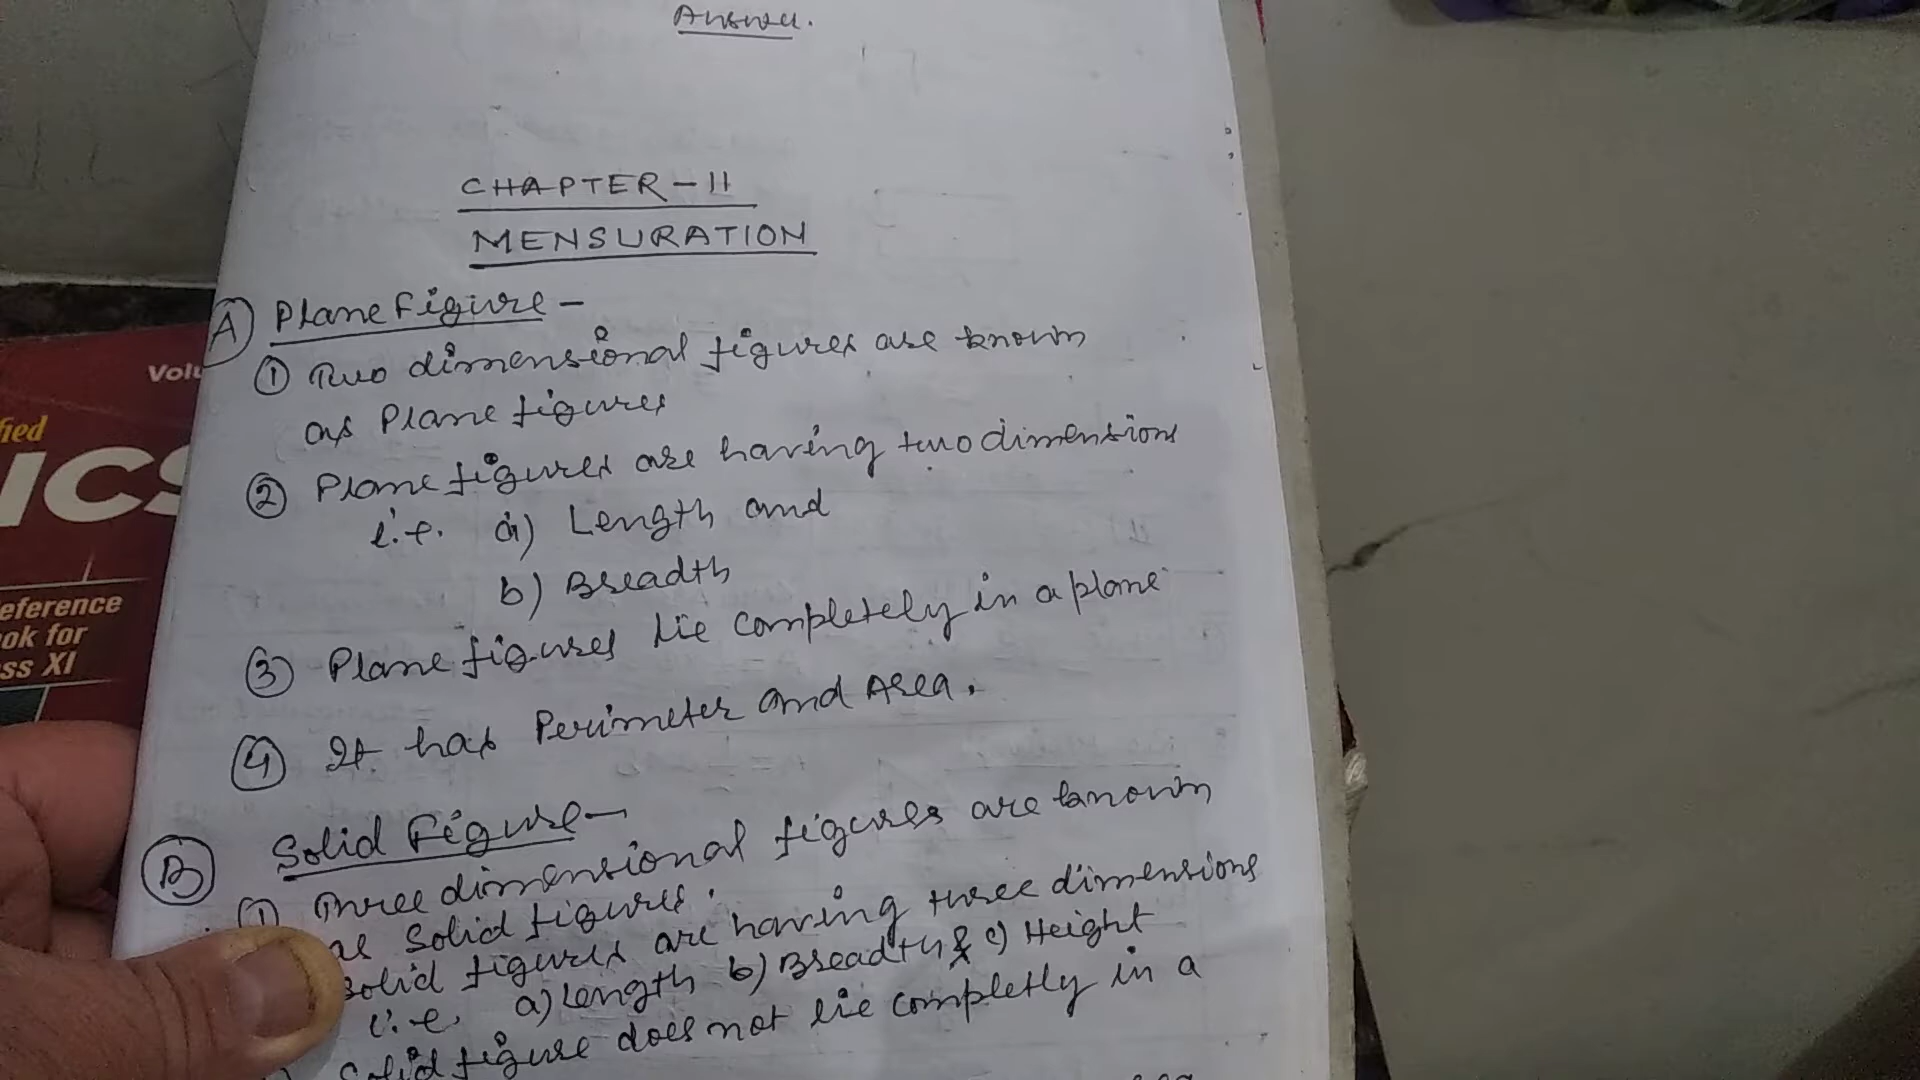 Answer.
CHAPTER - 11
MENSURATION
A Plane Figure -
1 Two dimensional figures are known
as Plane figures
2 Plane figures are having two dimensions
i.e. a) Length and
b) Breadth
3 Plane figures lie completely in a plane
4 It has Perimeter and Area.
B Solid Figure -
1 Three dimensional figures are known
as Solid figures.
Solid figures are having three dimensions
i.e. a) Length b) Breadth & c) Height
Solid figure does not lie completly in a
Volu
fied
ICS
eference
ok for
ss XI